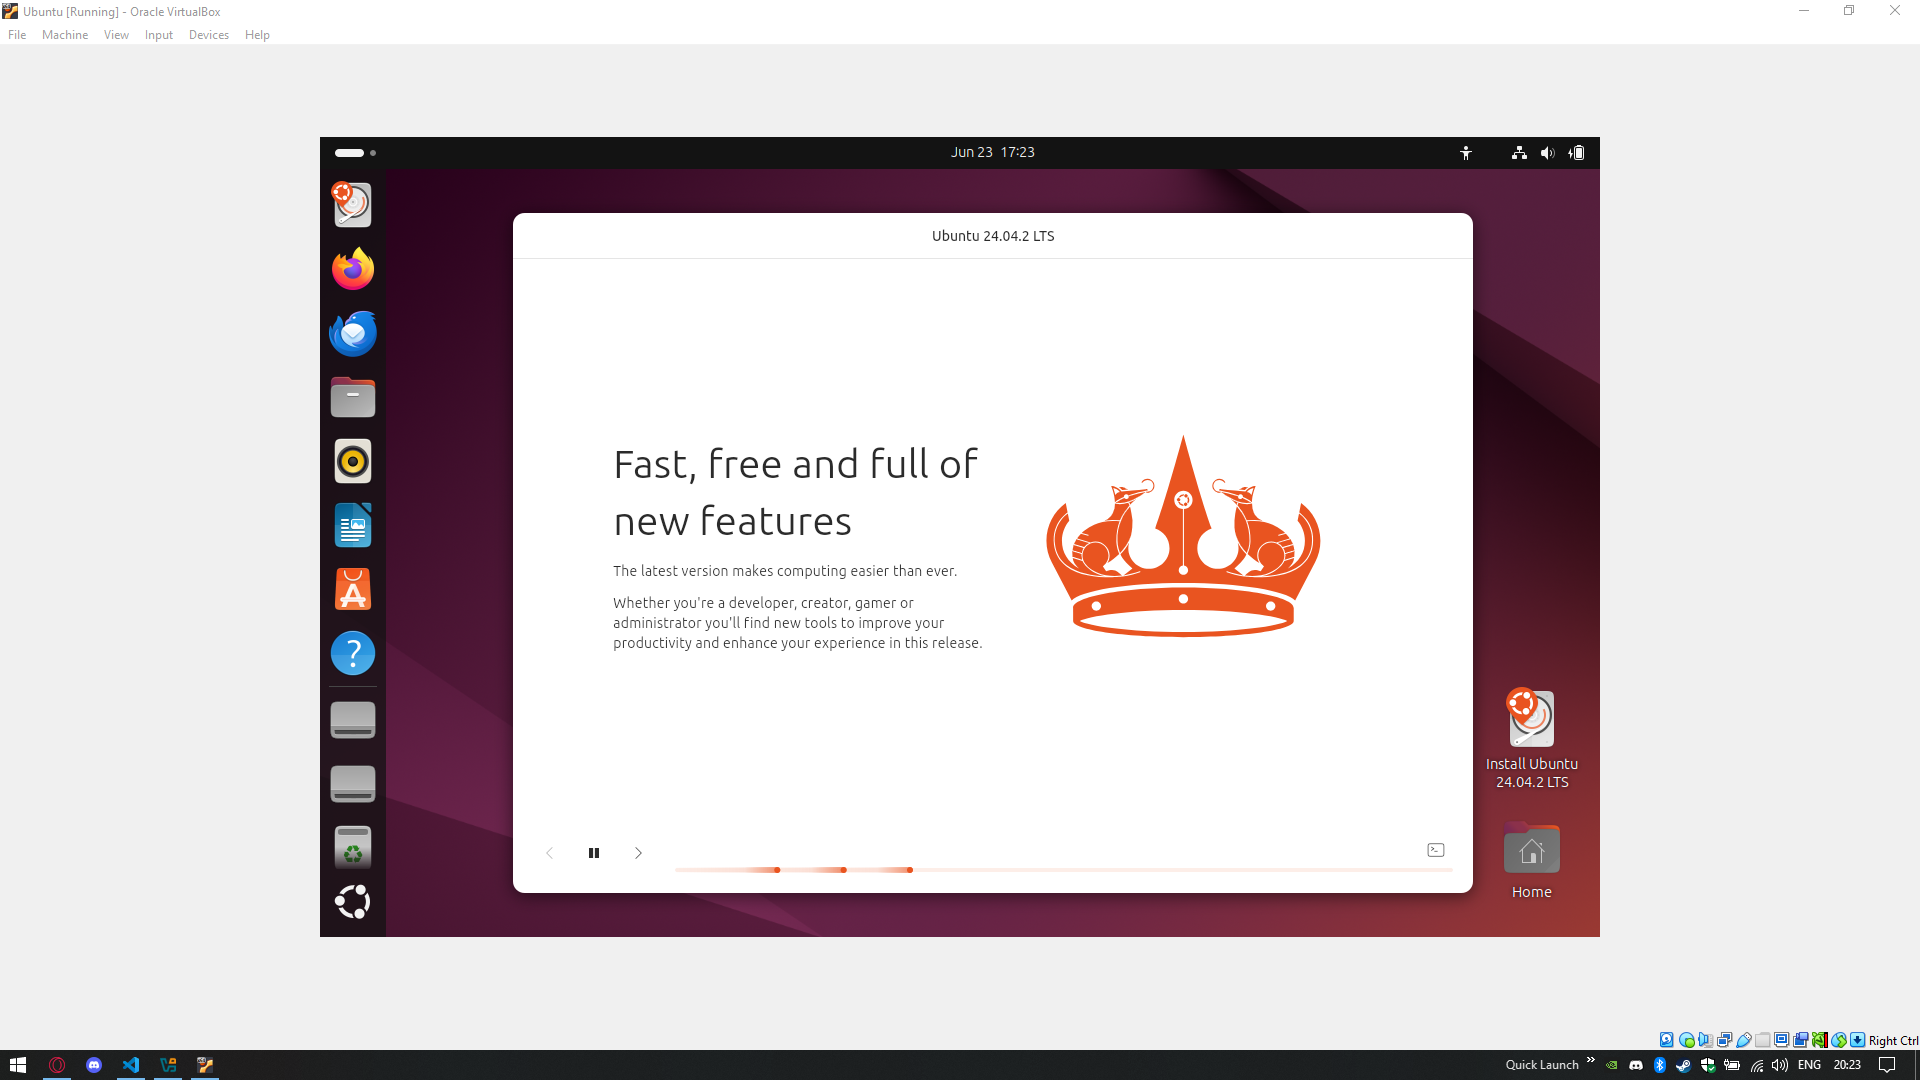 Ubuntu [Running] - Oracle VirtualBox
File Machine View Input Devices Help
Jun 23 17:23
Ubuntu 24.04.2 LTS
Fast, free and full of
new features
The latest version makes computing easier than ever.
Whether you're a developer, creator, gamer or
administrator you'll find new tools to improve your
productivity and enhance your experience in this release.
Install Ubuntu
24.04.2 LTS
Home
Right Ctrl
Quick Launch
ENG
20:23